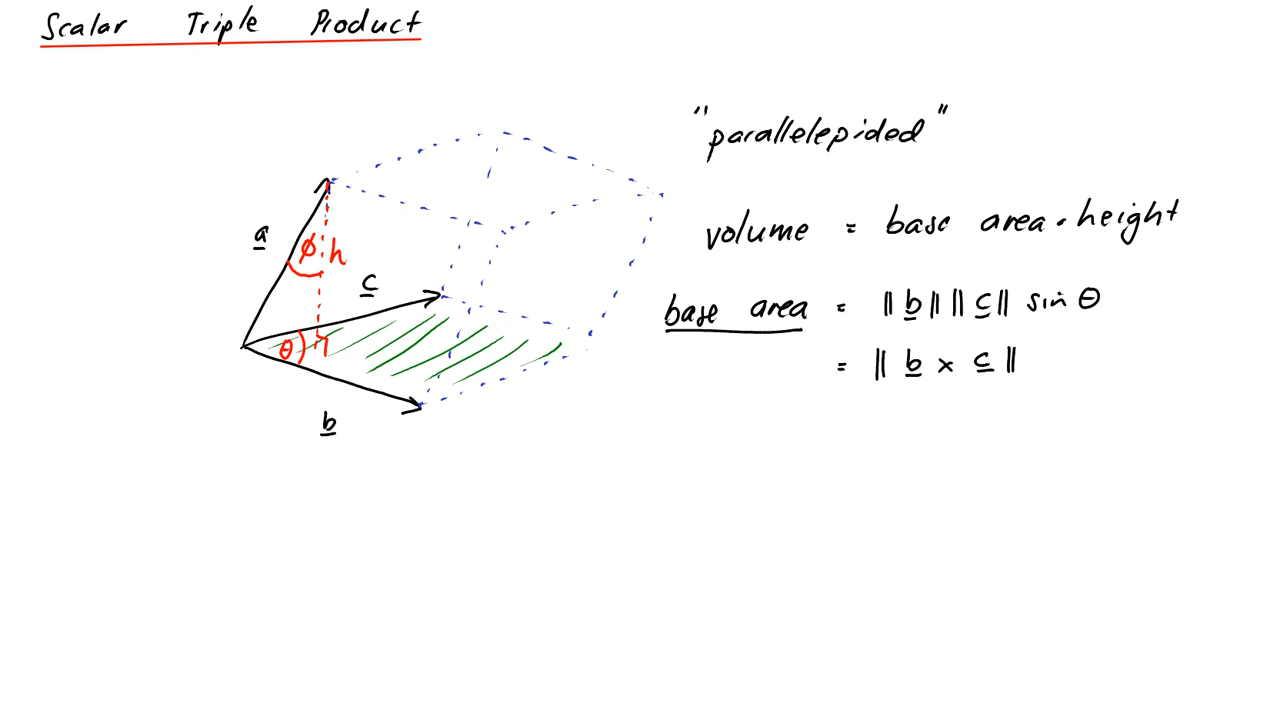 Scalar Triple Product
"parallelepided"
volume = base area · height
base area = ‖b‖‖c‖ sin θ
= ‖b × c‖
a
φ
h
c
θ
b